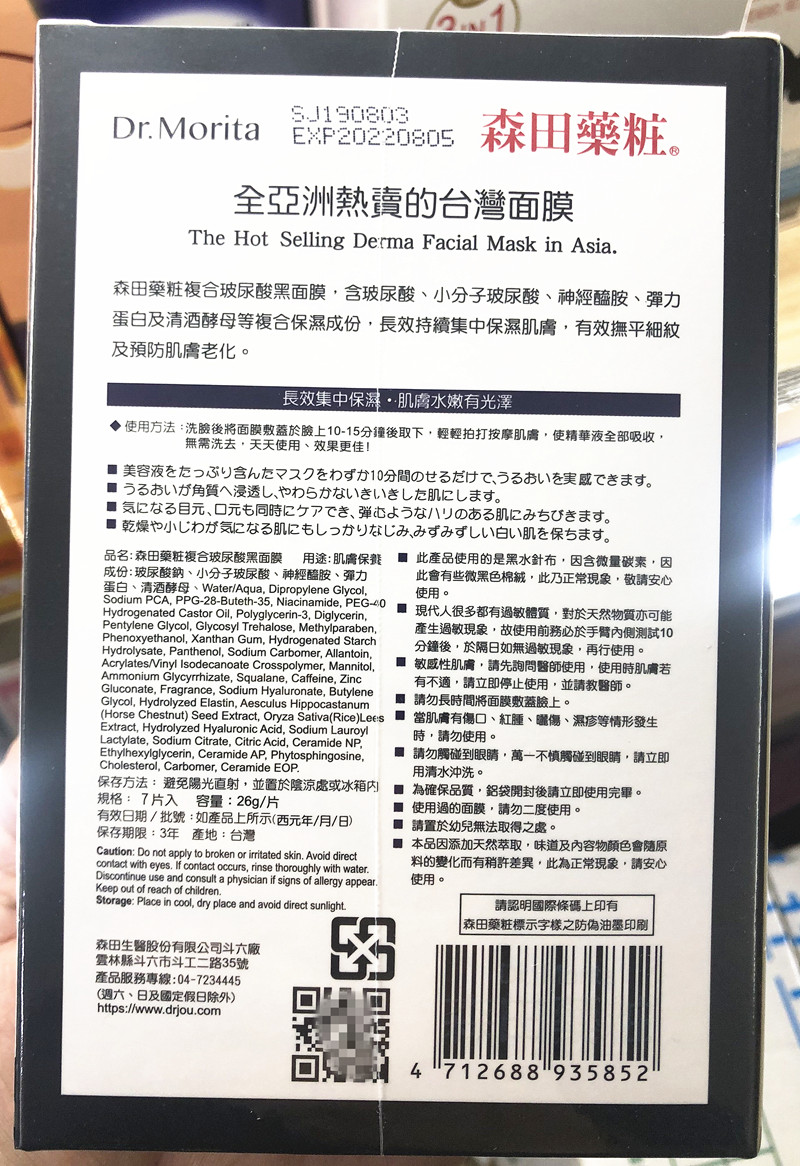 2 IN 1
Dr.Morita
SJ190803
EXP20220805
森田藥粧®
全亞洲熱賣的台灣面膜
The Hot Selling Derma Facial Mask in Asia.
森田藥粧複合玻尿酸黑面膜，含玻尿酸、小分子玻尿酸、神經醯胺、彈力
蛋白及清酒酵母等複合保濕成份，長效持續集中保濕肌膚，有效撫平細紋
及預防肌膚老化。
長效集中保濕・肌膚水嫩有光澤
◆ 使用方法：洗臉後將面膜敷蓋於臉上10-15分鐘後取下，輕輕拍打按摩肌膚，使精華液全部吸收，
無需洗去，天天使用、效果更佳!
■ 美容液をたっぷり含んたマスクをわずか10分間のせるだけで、うるおいを実感できます。
■ うるおいが角質へ浸透し、やわらかないきいきした肌にします。
■ 気になる目元、口元も同時にケアでき、弾むようなハリのある肌にみちびきます。
■ 乾燥や小じわが気になる肌にもしっかりなじみ、みずみずしい白い肌を保ちます。
品名：森田藥粧複合玻尿酸黑面膜 用途：肌膚保養
成份：玻尿酸鈉、小分子玻尿酸、神經醯胺、彈力
蛋白、清酒酵母、Water/Aqua, Dipropylene Glycol,
Sodium PCA, PPG-28-Buteth-35, Niacinamide, PEG-40
Hydrogenated Castor Oil, Polyglycerin-3, Diglycerin,
Pentylene Glycol, Glycosyl Trehalose, Methylparaben,
Phenoxyethanol, Xanthan Gum, Hydrogenated Starch
Hydrolysate, Panthenol, Sodium Carbomer, Allantoin,
Acrylates/Vinyl Isodecanoate Crosspolymer, Mannitol,
Ammonium Glycyrrhizate, Squalane, Caffeine, Zinc
Gluconate, Fragrance, Sodium Hyaluronate, Butylene
Glycol, Hydrolyzed Elastin, Aesculus Hippocastanum
(Horse Chestnut) Seed Extract, Oryza Sativa(Rice)Lees
Extract, Hydrolyzed Hyaluronic Acid, Sodium Lauroyl
Lactylate, Sodium Citrate, Citric Acid, Ceramide NP,
Ethylhexylglycerin, Ceramide AP, Phytosphingosine,
Cholesterol, Carbomer, Ceramide EOP.
保存方法：避免陽光直射，並置於陰涼處或冰箱内
規格：7片入 容量：26g/片
有效日期/批號：如產品上所示(西元年/月/日)
保存期限：3年 產地：台灣
Caution: Do not apply to broken or irritated skin. Avoid direct
contact with eyes. If contact occurs, rinse thoroughly with water.
Discontinue use and consult a physician if signs of allergy appear.
Keep out of reach of children.
Storage: Place in cool, dry place and avoid direct sunlight.
森田生醫股份有限公司斗六廠
雲林縣斗六市斗工二路35號
產品服務專線：04-7234445
(週六、日及國定假日除外)
https://www.drjou.com
■ 此產品使用的是黑水針布，因含微量碳素，因
此會有些微黑色棉絨，此乃正常現象，敬請安心
使用。
■ 現代人很多都有過敏體質，對於天然物質亦可能
產生過敏現象，故使用前務必於手臂內側測試10
分鐘後，於隔日如無過敏現象，再行使用。
■ 敏感性肌膚，請先詢問醫師使用，使用時肌膚若
有不適，請立即停止使用，並請教醫師。
■ 請勿長時間將面膜敷蓋臉上。
■ 當肌膚有傷口、紅腫、曬傷、濕疹等情形發生
時，請勿使用。
■ 請勿觸碰到眼睛，萬一不慎觸碰到眼睛，請立即
用清水沖洗。
■ 為確保品質，鋁袋開封後請立即使用完畢。
■ 使用過的面膜，請勿二度使用。
■ 請置於幼兒無法取得之處。
■ 本品因添加天然萃取，味道及內容物顏色會隨原
料的變化而有稍許差異，此為正常現象，請安心
使用。
請認明國際條碼上印有
森田藥粧標示字樣之防偽油墨印刷
4 712688 935852